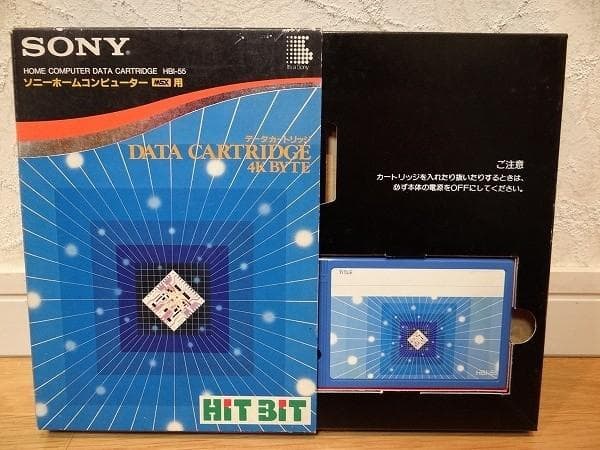 SONY
It's a Sony
HOME COMPUTER DATA CARTRIDGE HBI-55
ソニーホームコンピューター MSX 用
データカートリッジ
DATA CARTRIDGE
4K BYTE
HiT BiT
ご注意
カートリッジを入れたり抜いたりするときは、
必ず本体の電源をOFFにしてください。
TITLE
HBI-55